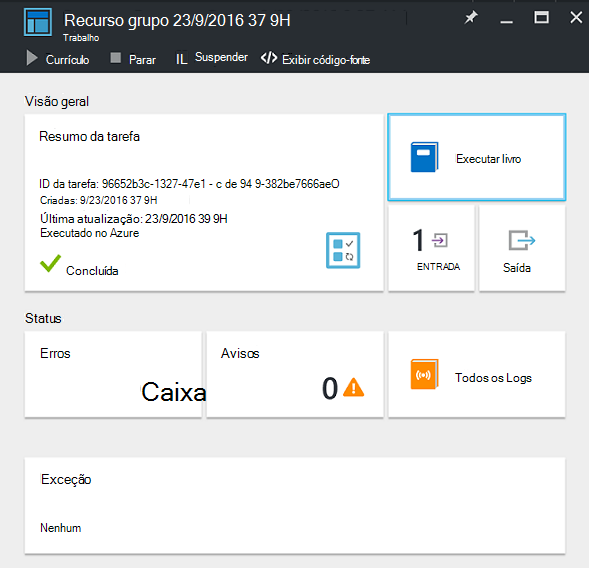 Recurso grupo 23/9/2016 37 9H
Trabalho
Currículo
Parar
IL Suspender
</> Exibir código-fonte
Visão geral
Resumo da tarefa
ID da tarefa: 96652b3c-1327-47e1 - c de 94 9-382be7666aeO
Criadas: 9/23/2016 37 9H
Última atualização: 23/9/2016 39 9H
Executado no Azure
Concluída
Executar livro
1
ENTRADA
Saída
Status
Erros
Caixa
Avisos
0
Todos os Logs
Exceção
Nenhum